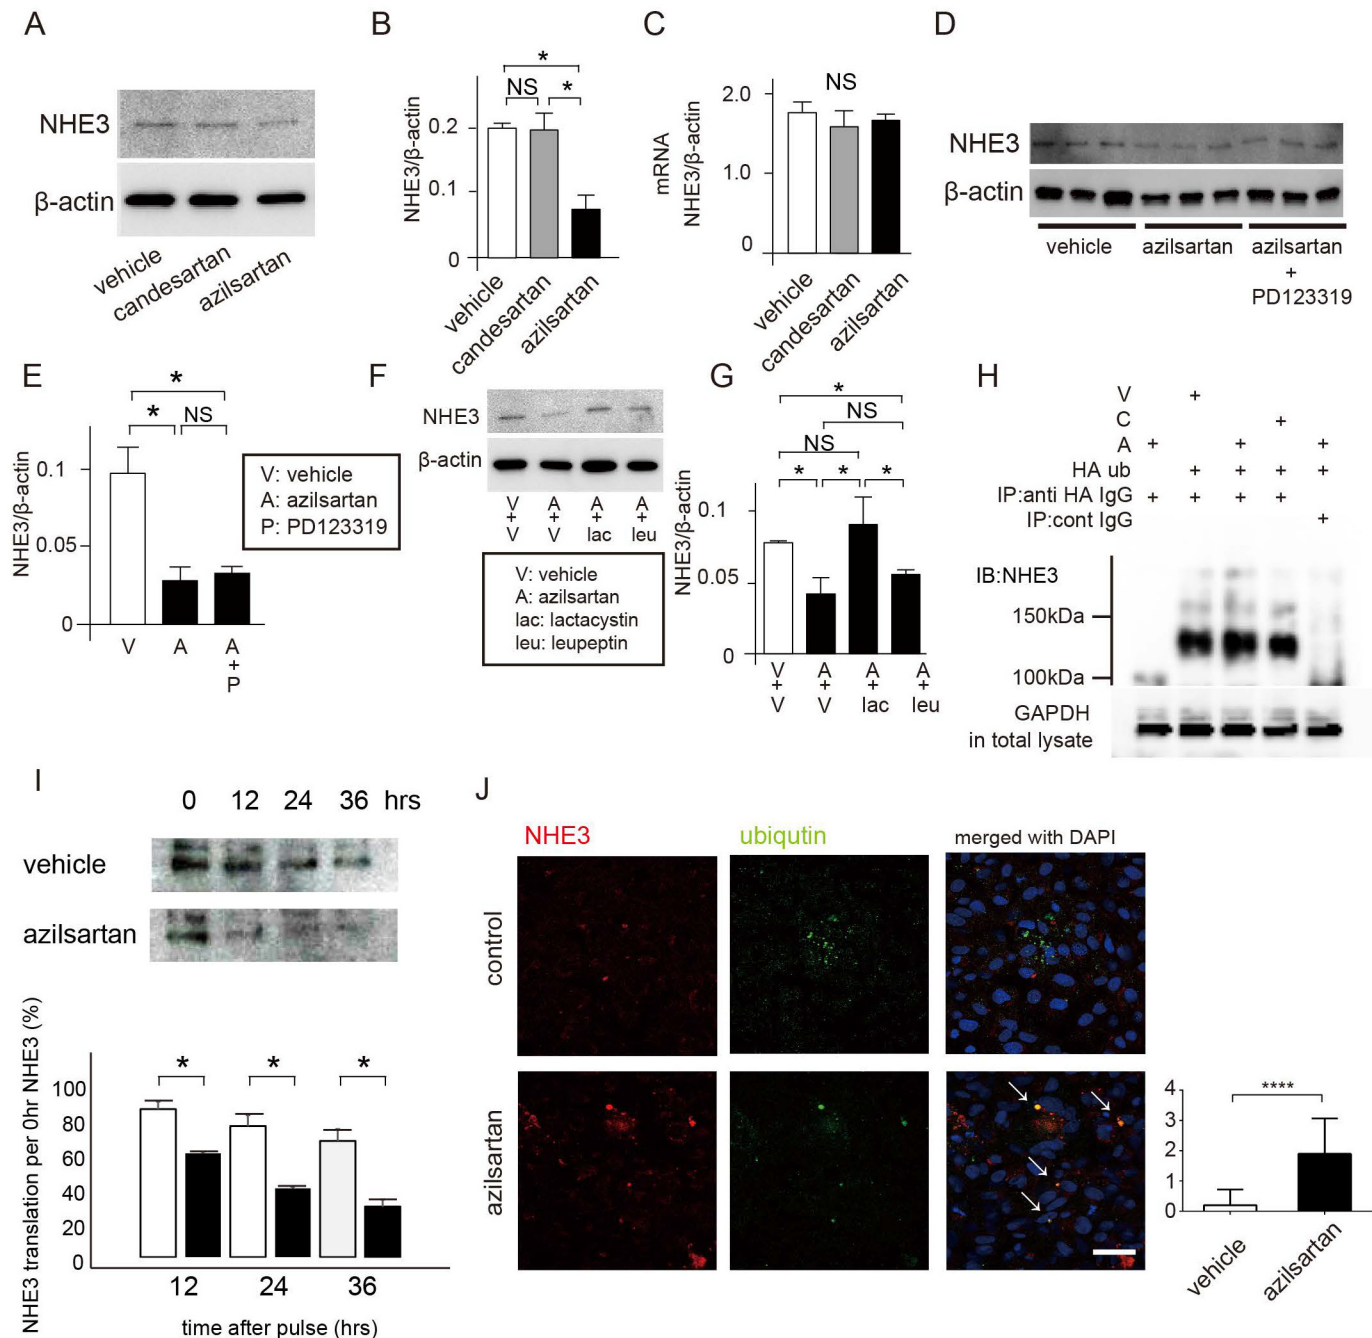 A
NHE3
β-actin
vehicle
candesartan
azilsartan
B
*
NS
*
NHE3/β-actin
0.2
0.1
0
vehicle
candesartan
azilsartan
C
NS
mRNA
NHE3/β-actin
2.0
1.0
0
vehicle
candesartan
azilsartan
D
NHE3
β-actin
vehicle
azilsartan
azilsartan
+
PD123319
E
*
*
NS
NHE3/β-actin
0.1
0.05
0
V
A
A
+
P
V: vehicle
A: azilsartan
P: PD123319
F
NHE3
β-actin
V
+
V
A
+
V
A
+
lac
A
+
leu
V: vehicle
A: azilsartan
lac: lactacystin
leu: leupeptin
G
*
NS
NS
*
*
*
NHE3/β-actin
0.1
0.05
0
V
+
V
A
+
V
A
+
lac
A
+
leu
H
V +
C +
A + + +
HA ub + + + +
IP:anti HA IgG + + + +
IP:cont IgG +
IB:NHE3
150kDa
100kDa
GAPDH
in total lysate
I
0 12 24 36 hrs
vehicle
azilsartan
NHE3 translation per 0hr NHE3 (%)
100
80
60
40
20
0
* * *
12 24 36
time after pulse (hrs)
J
NHE3 ubiqutin merged with DAPI
control
azilsartan
****
4
3
2
1
0
vehicle
azilsartan